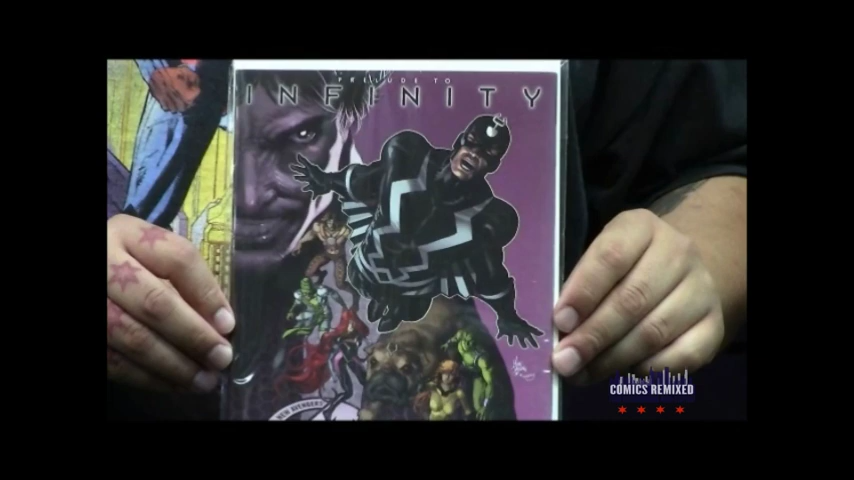 PRELUDE TO
INFINITY
NEW AVENGERS
COMICS REMIXED